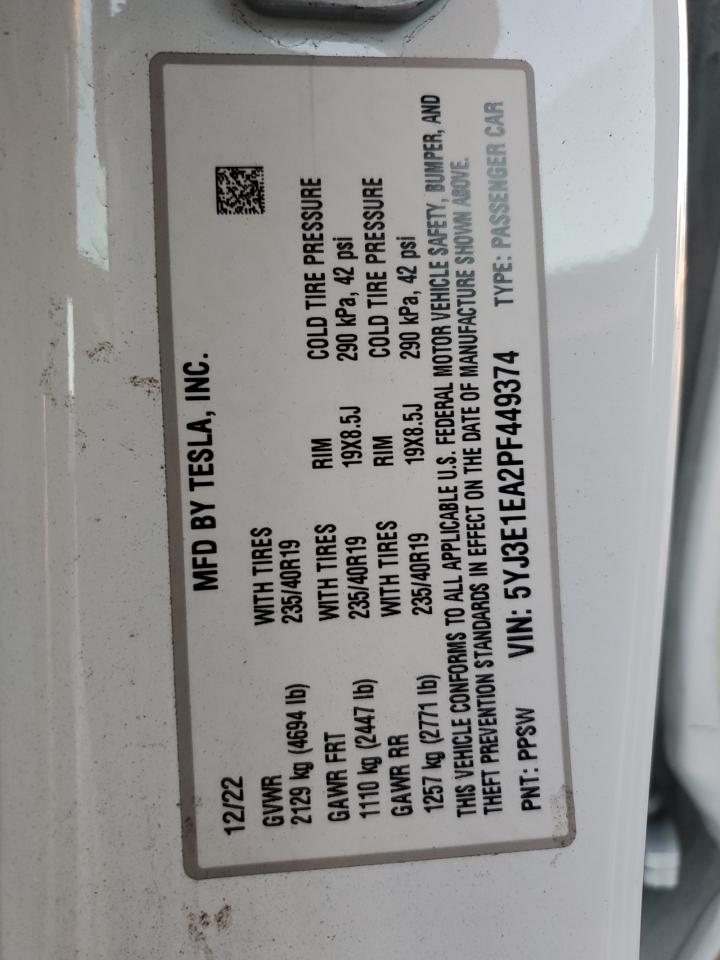 MFD BY TESLA, INC.
12/22
GVWR WITH TIRES
2129 kg (4694 lb) 235/40R19
GAWR FRT WITH TIRES RIM COLD TIRE PRESSURE
1110 kg (2447 lb) 235/40R19 19X8.5J 290 kPa, 42 psi
GAWR RR WITH TIRES RIM COLD TIRE PRESSURE
1257 kg (2771 lb) 235/40R19 19X8.5J 290 kPa, 42 psi
THIS VEHICLE CONFORMS TO ALL APPLICABLE U.S. FEDERAL MOTOR VEHICLE SAFETY, BUMPER, AND
THEFT PREVENTION STANDARDS IN EFFECT ON THE DATE OF MANUFACTURE SHOWN ABOVE.
PNT: PPSW VIN: 5YJ3E1EA2PF449374 TYPE: PASSENGER CAR